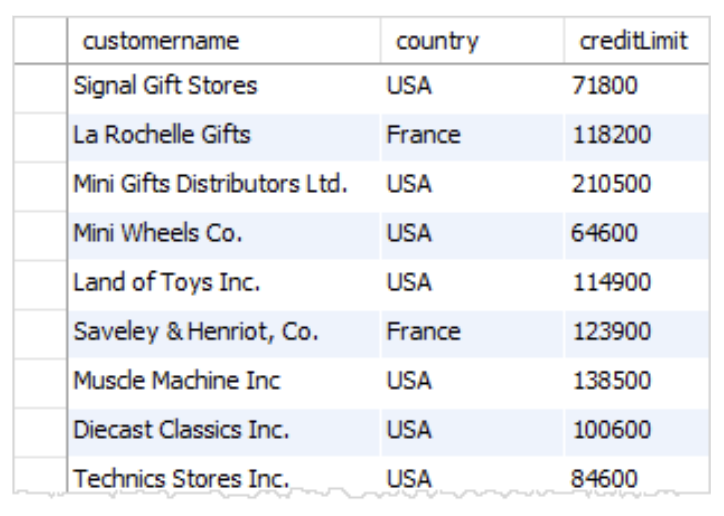 customername country creditLimit
Signal Gift Stores USA 71800
La Rochelle Gifts France 118200
Mini Gifts Distributors Ltd. USA 210500
Mini Wheels Co. USA 64600
Land of Toys Inc. USA 114900
Saveley & Henriot, Co. France 123900
Muscle Machine Inc USA 138500
Diecast Classics Inc. USA 100600
Technics Stores Inc. USA 84600